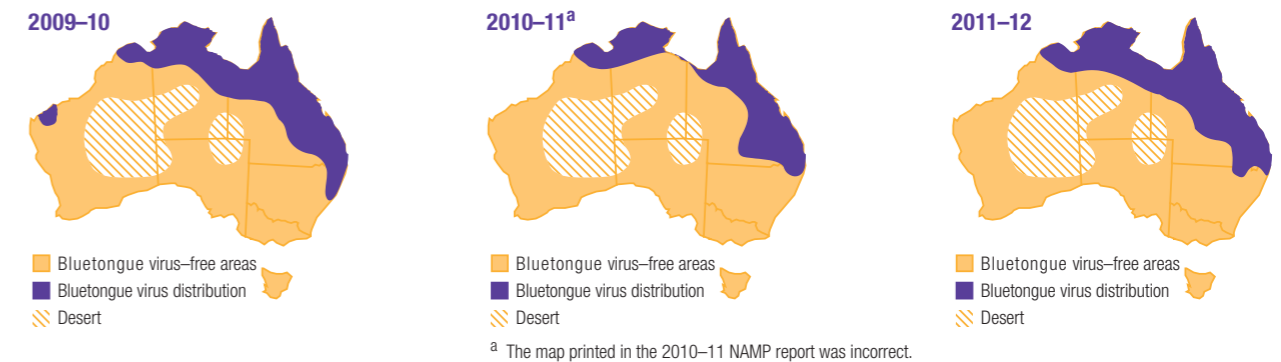 2009–10
Bluetongue virus–free areas
Bluetongue virus distribution
Desert
2010–11a
Bluetongue virus–free areas
Bluetongue virus distribution
Desert
a The map printed in the 2010–11 NAMP report was incorrect.
2011–12
Bluetongue virus–free areas
Bluetongue virus distribution
Desert